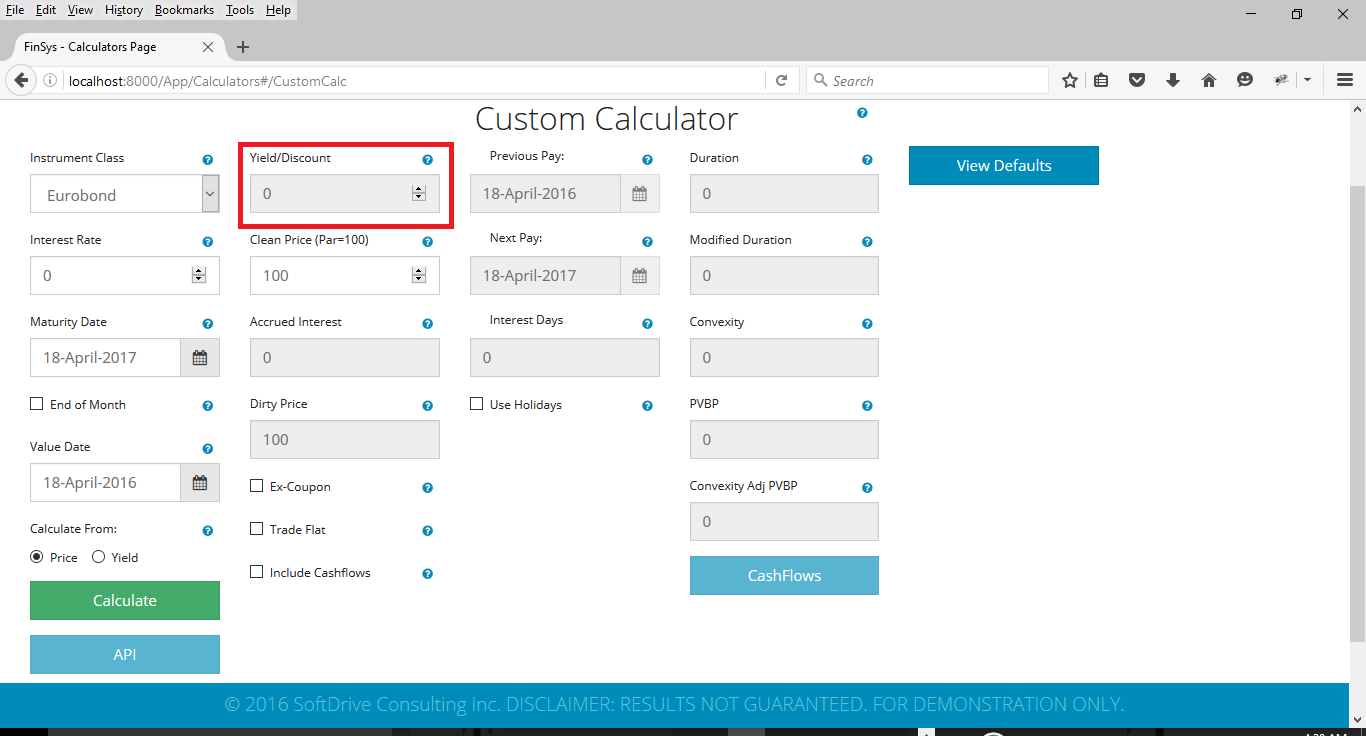 File Edit View History Bookmarks Tools Help
FinSys - Calculators Page
localhost:8000/App/Calculators#/CustomCalc
Search
Custom Calculator
Instrument Class
Eurobond
Interest Rate
0
Maturity Date
18-April-2017
End of Month
Value Date
18-April-2016
Calculate From:
Price Yield
Calculate
API
Yield/Discount
0
Clean Price (Par=100)
100
Accrued Interest
0
Dirty Price
100
Ex-Coupon
Trade Flat
Include Cashflows
Previous Pay:
18-April-2016
Next Pay:
18-April-2017
Interest Days
0
Use Holidays
Duration
0
Modified Duration
0
Convexity
0
PVBP
0
Convexity Adj PVBP
0
CashFlows
View Defaults
© 2016 SoftDrive Consulting Inc. DISCLAIMER: RESULTS NOT GUARANTEED. FOR DEMONSTRATION ONLY.